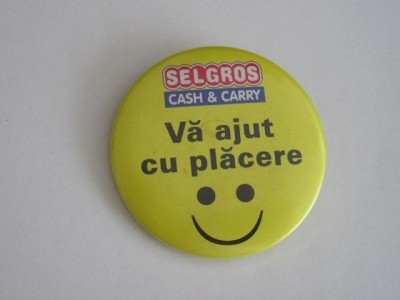 SELGROS
CASH & CARRY
Vă ajut
cu plăcere